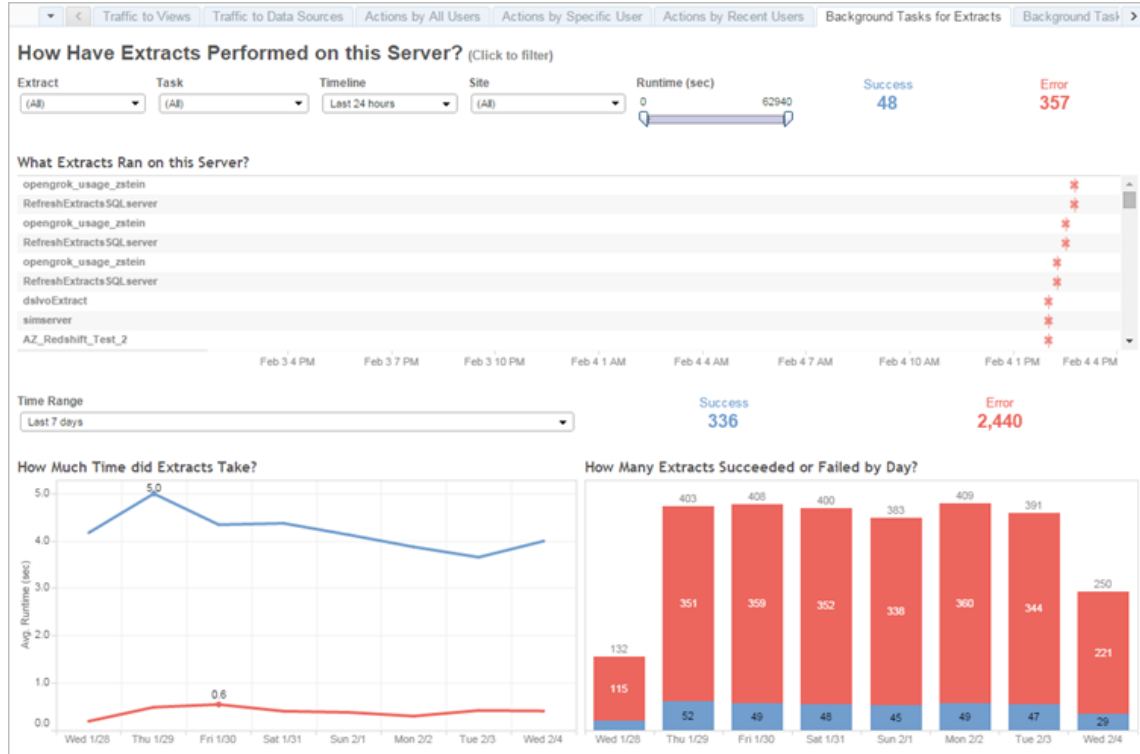 Traffic to Views Traffic to Data Sources Actions by All Users Actions by Specific User Actions by Recent Users Background Tasks for Extracts Background Task
How Have Extracts Performed on this Server? (Click to filter)
Extract Task Timeline Site Runtime (sec) Success Error
(All) (All) Last 24 hours (All) 0 62940 48 357
What Extracts Ran on this Server?
opengrok_usage_zstein
RefreshExtractsSQLserver
opengrok_usage_zstein
RefreshExtractsSQLserver
opengrok_usage_zstein
RefreshExtractsSQLserver
dslvoExtract
simserver
AZ_Redshift_Test_2
Feb 3 4 PM Feb 3 7 PM Feb 3 10 PM Feb 4 1 AM Feb 4 4 AM Feb 4 7 AM Feb 4 10 AM Feb 4 1 PM Feb 4 4 PM
Time Range Success Error
Last 7 days 336 2,440
How Much Time did Extracts Take?
5.0
5.0
4.0
3.0
2.0
1.0
0.6
0.0
Avg. Runtime (sec)
Wed 1/28 Thu 1/29 Fri 1/30 Sat 1/31 Sun 2/1 Mon 2/2 Tue 2/3 Wed 2/4
How Many Extracts Succeeded or Failed by Day?
132 403 408 400 383 409 391 250
115 351 359 352 338 360 344 221
52 49 48 45 49 47 29
Wed 1/28 Thu 1/29 Fri 1/30 Sat 1/31 Sun 2/1 Mon 2/2 Tue 2/3 Wed 2/4